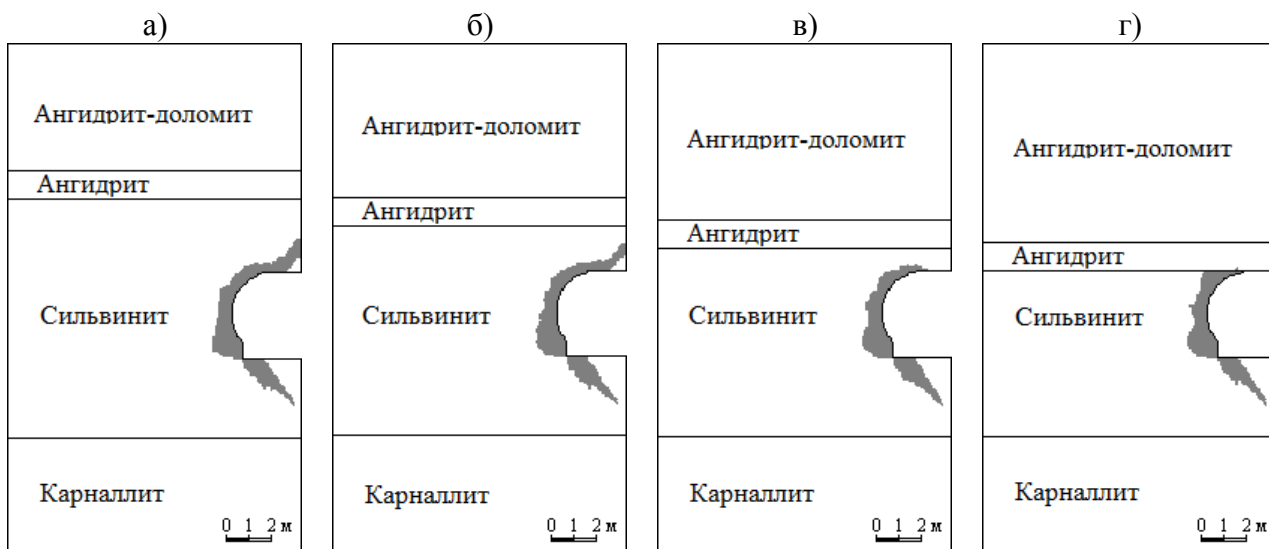 а)
Ангидрит-доломит
Ангидрит
Сильвинит
Карналлит
0 1 2 м
б)
Ангидрит-доломит
Ангидрит
Сильвинит
Карналлит
0 1 2 м
в)
Ангидрит-доломит
Ангидрит
Сильвинит
Карналлит
0 1 2 м
г)
Ангидрит-доломит
Ангидрит
Сильвинит
Карналлит
0 1 2 м